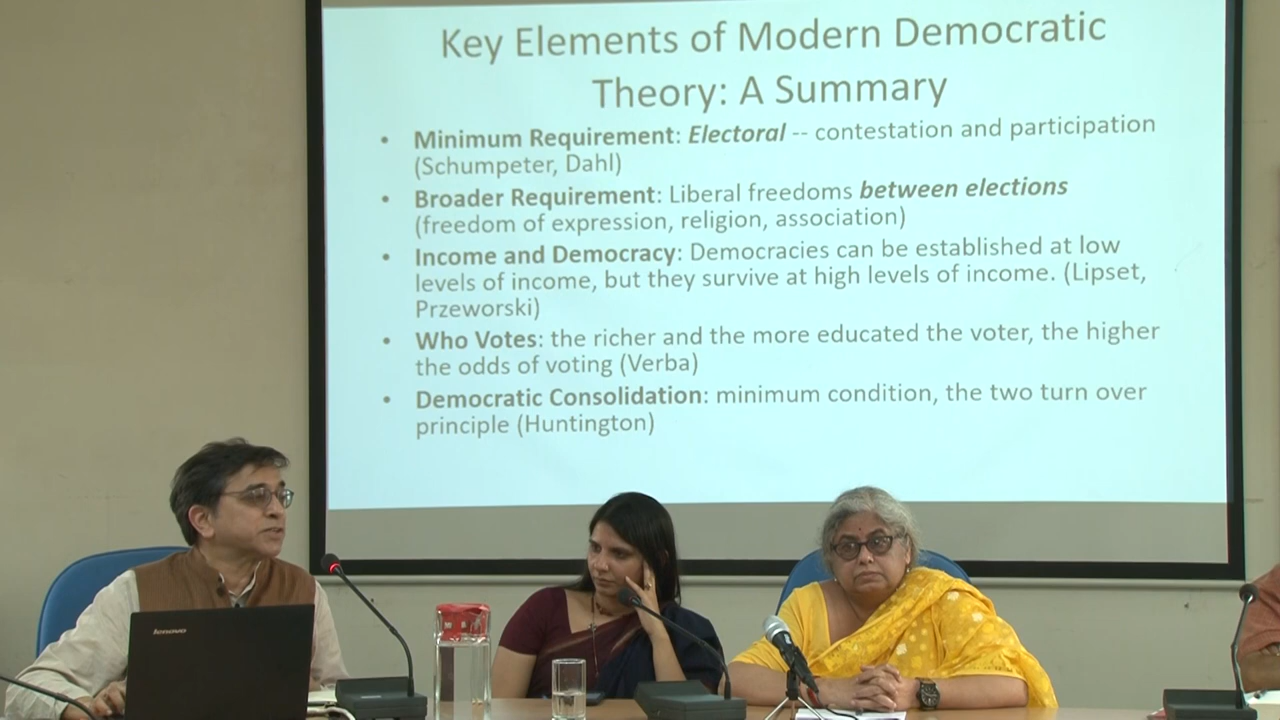 Key Elements of Modern Democratic
Theory: A Summary
• Minimum Requirement: Electoral -- contestation and participation
(Schumpeter, Dahl)
• Broader Requirement: Liberal freedoms between elections
(freedom of expression, religion, association)
• Income and Democracy: Democracies can be established at low
levels of income, but they survive at high levels of income. (Lipset,
Przeworski)
• Who Votes: the richer and the more educated the voter, the higher
the odds of voting (Verba)
• Democratic Consolidation: minimum condition, the two turn over
principle (Huntington)
lenovo